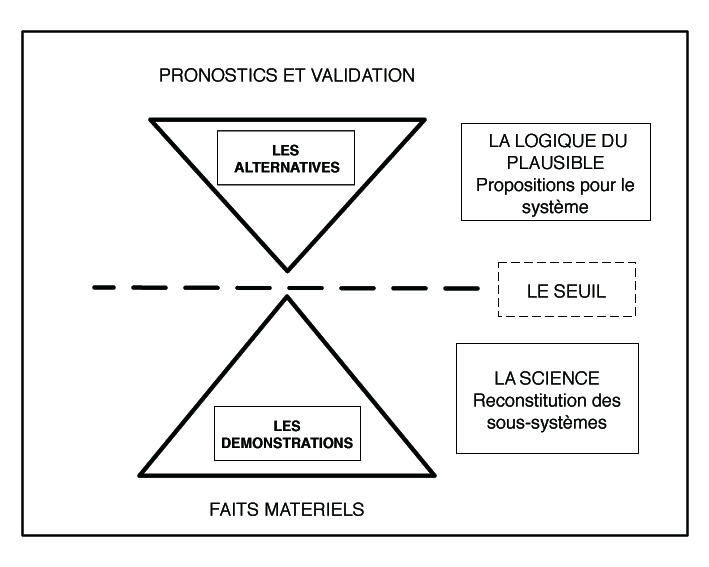 PRONOSTICS ET VALIDATION
LES
ALTERNATIVES
LA LOGIQUE DU
PLAUSIBLE
Propositions pour le
système
LE SEUIL
LA SCIENCE
Reconstitution des
sous-systèmes
LES
DEMONSTRATIONS
FAITS MATERIELS